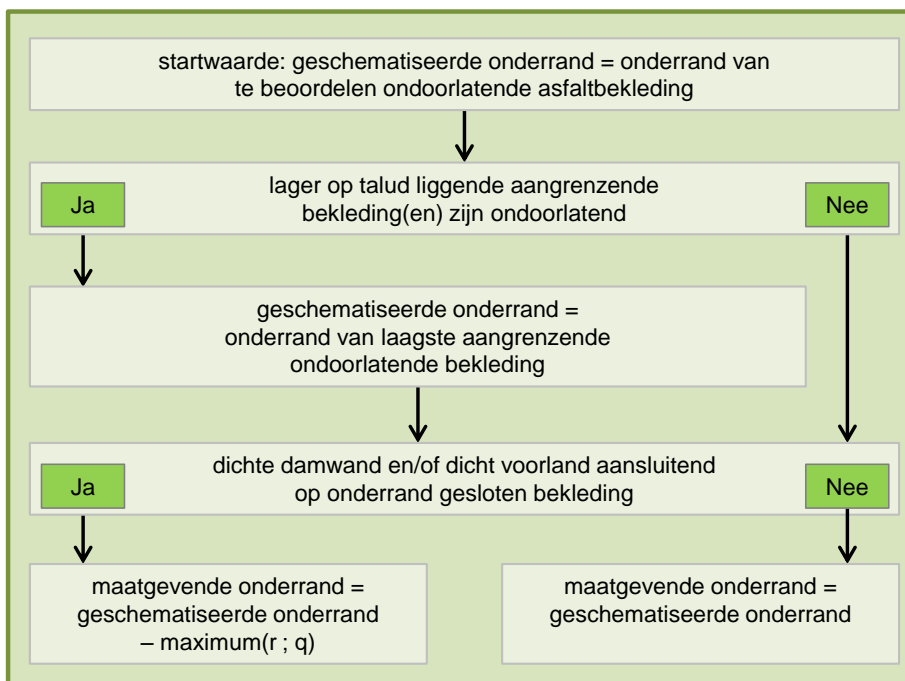 startwaarde: geschematiseerde onderrand = onderrand van
te beoordelen ondoorlatende asfaltbekleding
lager op talud liggende aangrenzende
bekleding(en) zijn ondoorlatend
Ja
Nee
geschematiseerde onderrand =
onderrand van laagste aangrenzende
ondoorlatende bekleding
dichte damwand en/of dicht voorland aansluitend
op onderrand gesloten bekleding
Ja
Nee
maatgevende onderrand =
geschematiseerde onderrand
– maximum(r ; q)
maatgevende onderrand =
geschematiseerde onderrand